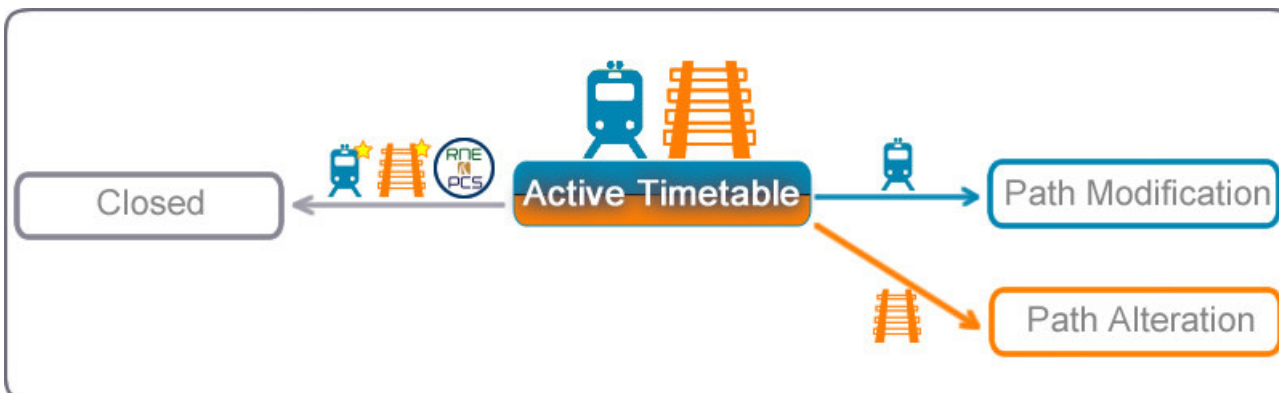 RNE
PCS
Closed
Active Timetable
Path Modification
Path Alteration